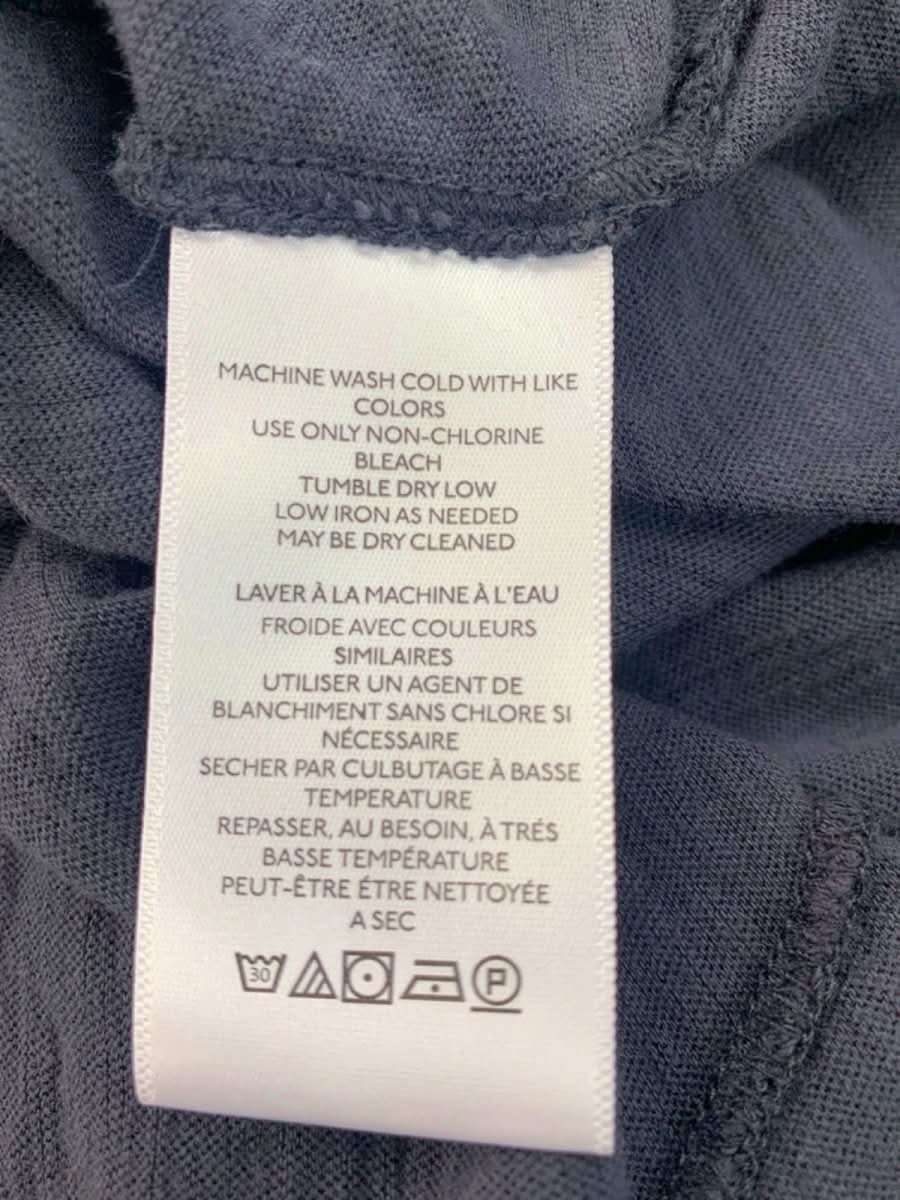 MACHINE WASH COLD WITH LIKE
COLORS
USE ONLY NON-CHLORINE
BLEACH
TUMBLE DRY LOW
LOW IRON AS NEEDED
MAY BE DRY CLEANED
LAVER À LA MACHINE À L'EAU
FROIDE AVEC COULEURS
SIMILAIRES
UTILISER UN AGENT DE
BLANCHIMENT SANS CHLORE SI
NÉCESSAIRE
SECHER PAR CULBUTAGE À BASSE
TEMPERATURE
REPASSER, AU BESOIN, À TRÉS
BASSE TEMPÉRATURE
PEUT-ÊTRE ÉTRE NETTOYÉE
A SEC
30 P